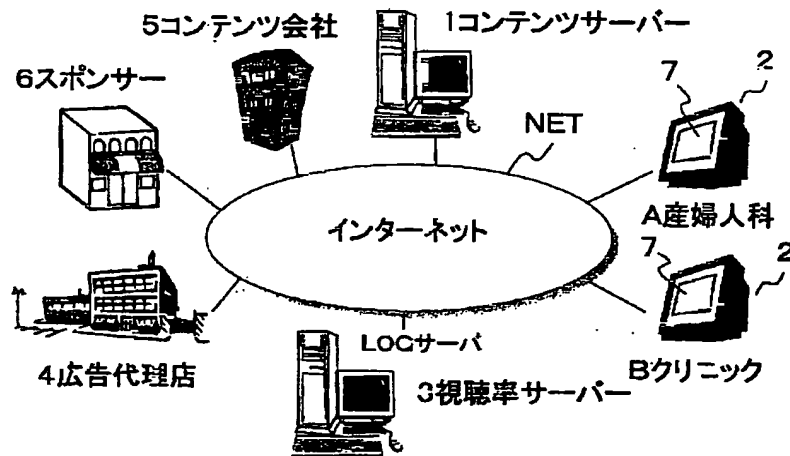 5コンテンツ会社
1コンテンツサーバー
6スポンサー
7
2
NET
A産婦人科
インターネット
7
2
LOGサーバ
Bクリニック
4広告代理店
3視聴率サーバー